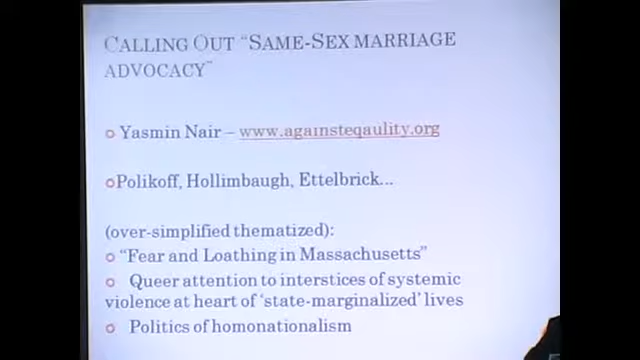 CALLING OUT "SAME-SEX MARRIAGE
ADVOCACY"
Yasmin Nair – www.againsteqaulity.org
Polikoff, Hollimbaugh, Ettelbrick...
(over-simplified thematized):
"Fear and Loathing in Massachusetts"
Queer attention to interstices of systemic
violence at heart of 'state-marginalized' lives
Politics of homonationalism